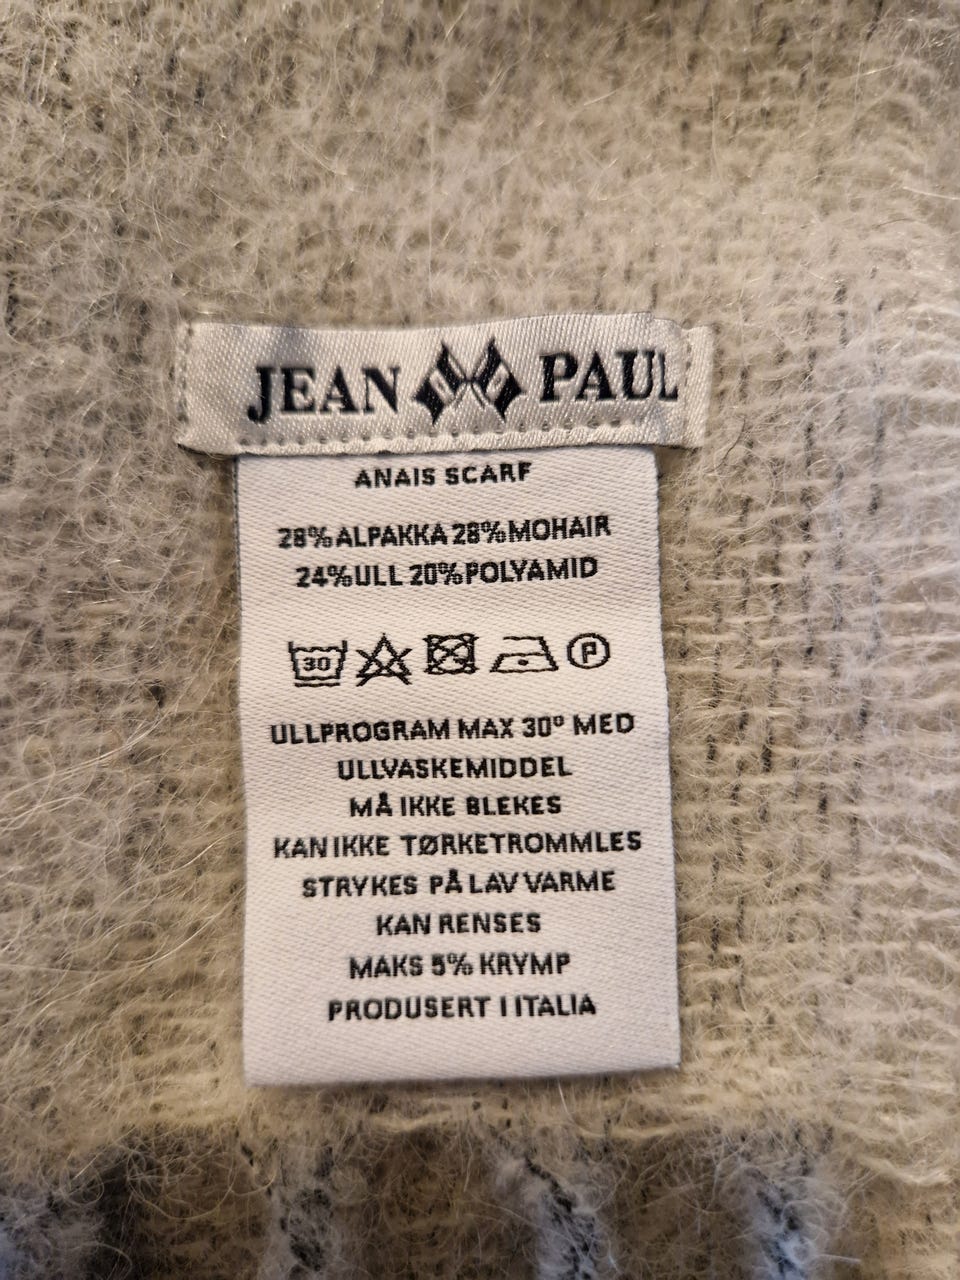 JEAN PAUL
ANAIS SCARF
28% ALPAKKA 28% MOHAIR
24% ULL 20% POLYAMID
30 P
ULLPROGRAM MAX 30° MED
ULLVASKEMIDDEL
MÅ IKKE BLEKES
KAN IKKE TØRKETROMMLES
STRYKES PÅ LAV VARME
KAN RENSES
MAKS 5% KRYMP
PRODUSERT I ITALIA